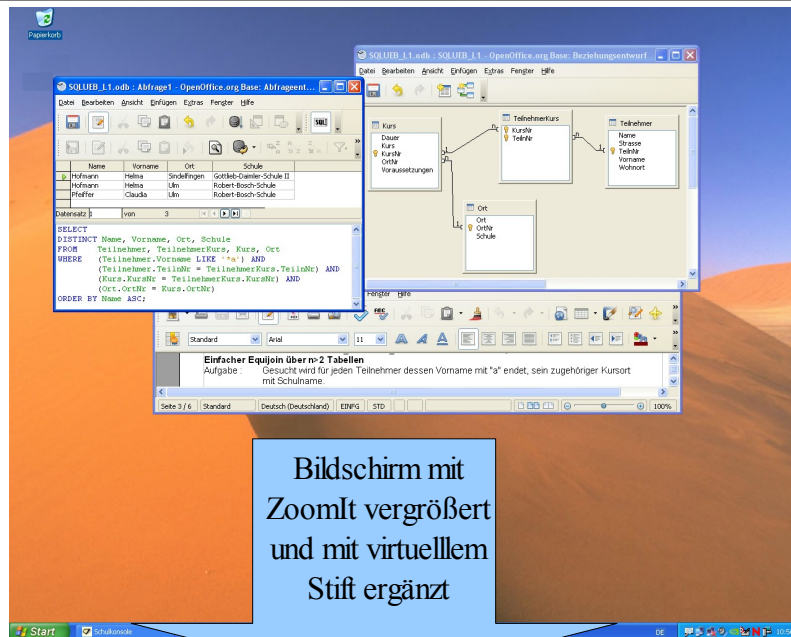 Papierkorb
SQLUEB_L1.odb : SQLUEB_L1 - OpenOffice.org Base: Beziehungsentwurf
Datei Bearbeiten Ansicht Einfügen Extras Fenster Hilfe
Kurs
Dauer
Kurs
KursNr
OrtNr
Voraussetzungen
TeilnehmerKurs
KursNr
TeilNr
Teilnehmer
Name
Strasse
TeilnNr
Vorname
Wohnort
Ort
Ort
OrtNr
Schule
SQLUEB_L1.odb : Abfrage1 - OpenOffice.org Base: Abfrageent...
Datei Bearbeiten Ansicht Einfügen Extras Fenster Hilfe
SQL
Name Vorname Ort Schule
Hofmann Helma Sindelfingen Gottlieb-Daimler-Schule II
Hofmann Helma Ulm Robert-Bosch-Schule
Pfeiffer Claudia Ulm Robert-Bosch-Schule
Datensatz 1 von 3
SELECT
DISTINCT Name, Vorname, Ort, Schule
FROM Teilnehmer, TeilnehmerKurs, Kurs, Ort
WHERE (Teilnehmer.Vorname LIKE '*a') AND
(Teilnehmer.TeilNr = TeilnehmerKurs.TeilNr) AND
(Kurs.KursNr = TeilnehmerKurs.KursNr) AND
(Ort.OrtNr = Kurs.OrtNr)
ORDER BY Name ASC;
Fenster Hilfe
Standard Arial 11
Einfacher Equijoin über n>2 Tabellen
Aufgabe : Gesucht wird für jeden Teilnehmer dessen Vorname mit "a" endet, sein zugehöriger Kursort
mit Schulname.
Seite 3 / 6 Standard Deutsch (Deutschland) EINFG STD 100%
Bildschirm mit
ZoomIt vergrößert
und mit virtuelllem
Stift ergänzt
Start Schulkonsole DE